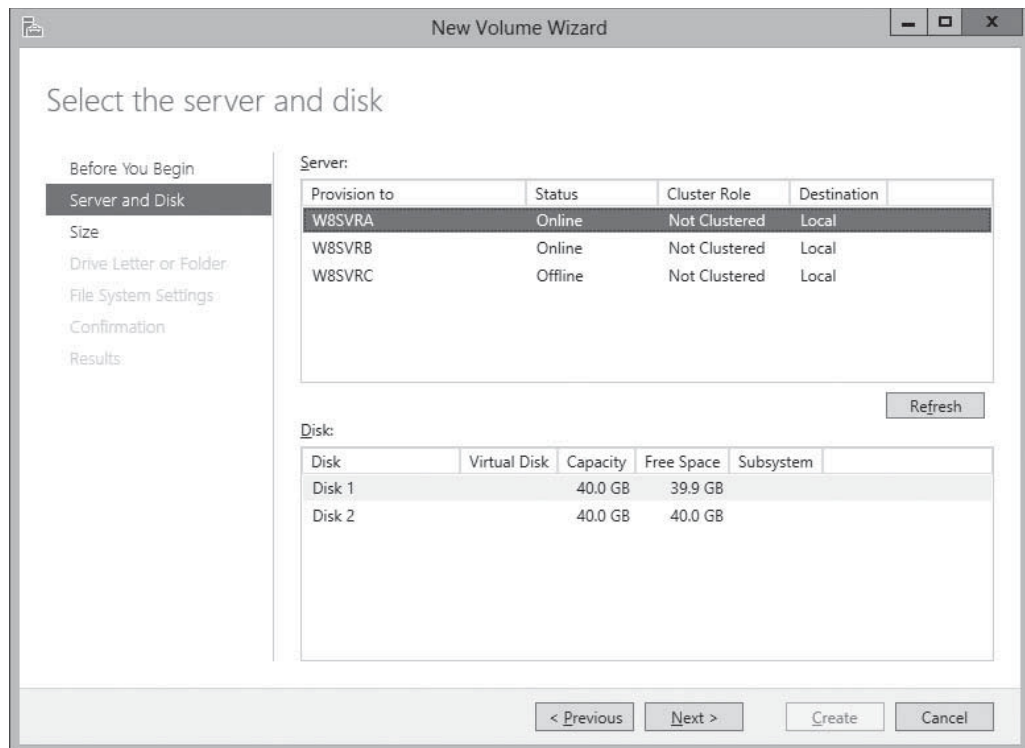 New Volume Wizard
Select the server and disk
Before You Begin
Server and Disk
Size
Drive Letter or Folder
File System Settings
Confirmation
Results
Server:
Provision to Status Cluster Role Destination
W8SVRA Online Not Clustered Local
W8SVRB Online Not Clustered Local
W8SVRC Offline Not Clustered Local
Refresh
Disk:
Disk Virtual Disk Capacity Free Space Subsystem
Disk 1 40.0 GB 39.9 GB
Disk 2 40.0 GB 40.0 GB
< Previous Next > Create Cancel